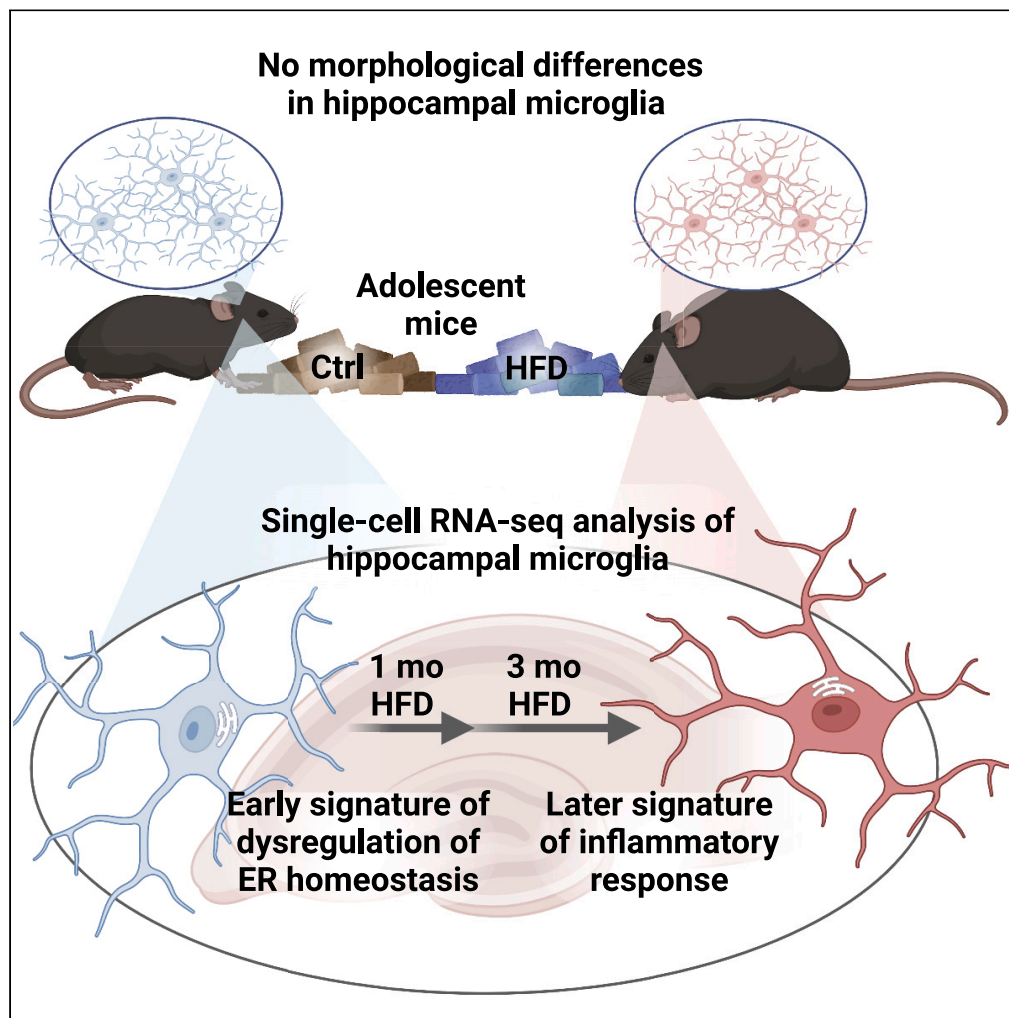 No morphological differences
in hippocampal microglia
Adolescent
mice
Ctrl
HFD
Single-cell RNA-seq analysis of
hippocampal microglia
1 mo
HFD
3 mo
HFD
Early signature of
dysregulation of
ER homeostasis
Later signature
of inflammatory
response